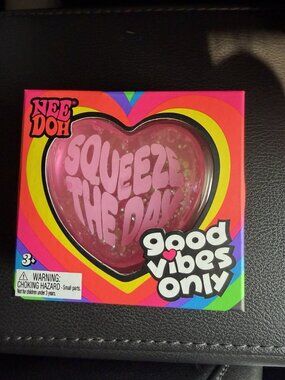 NEE
DOH
SQUEEZE
THE DAY
good
vibes
only
3+
WARNING:
CHOKING HAZARD - Small parts.
Not for children under 3 years.